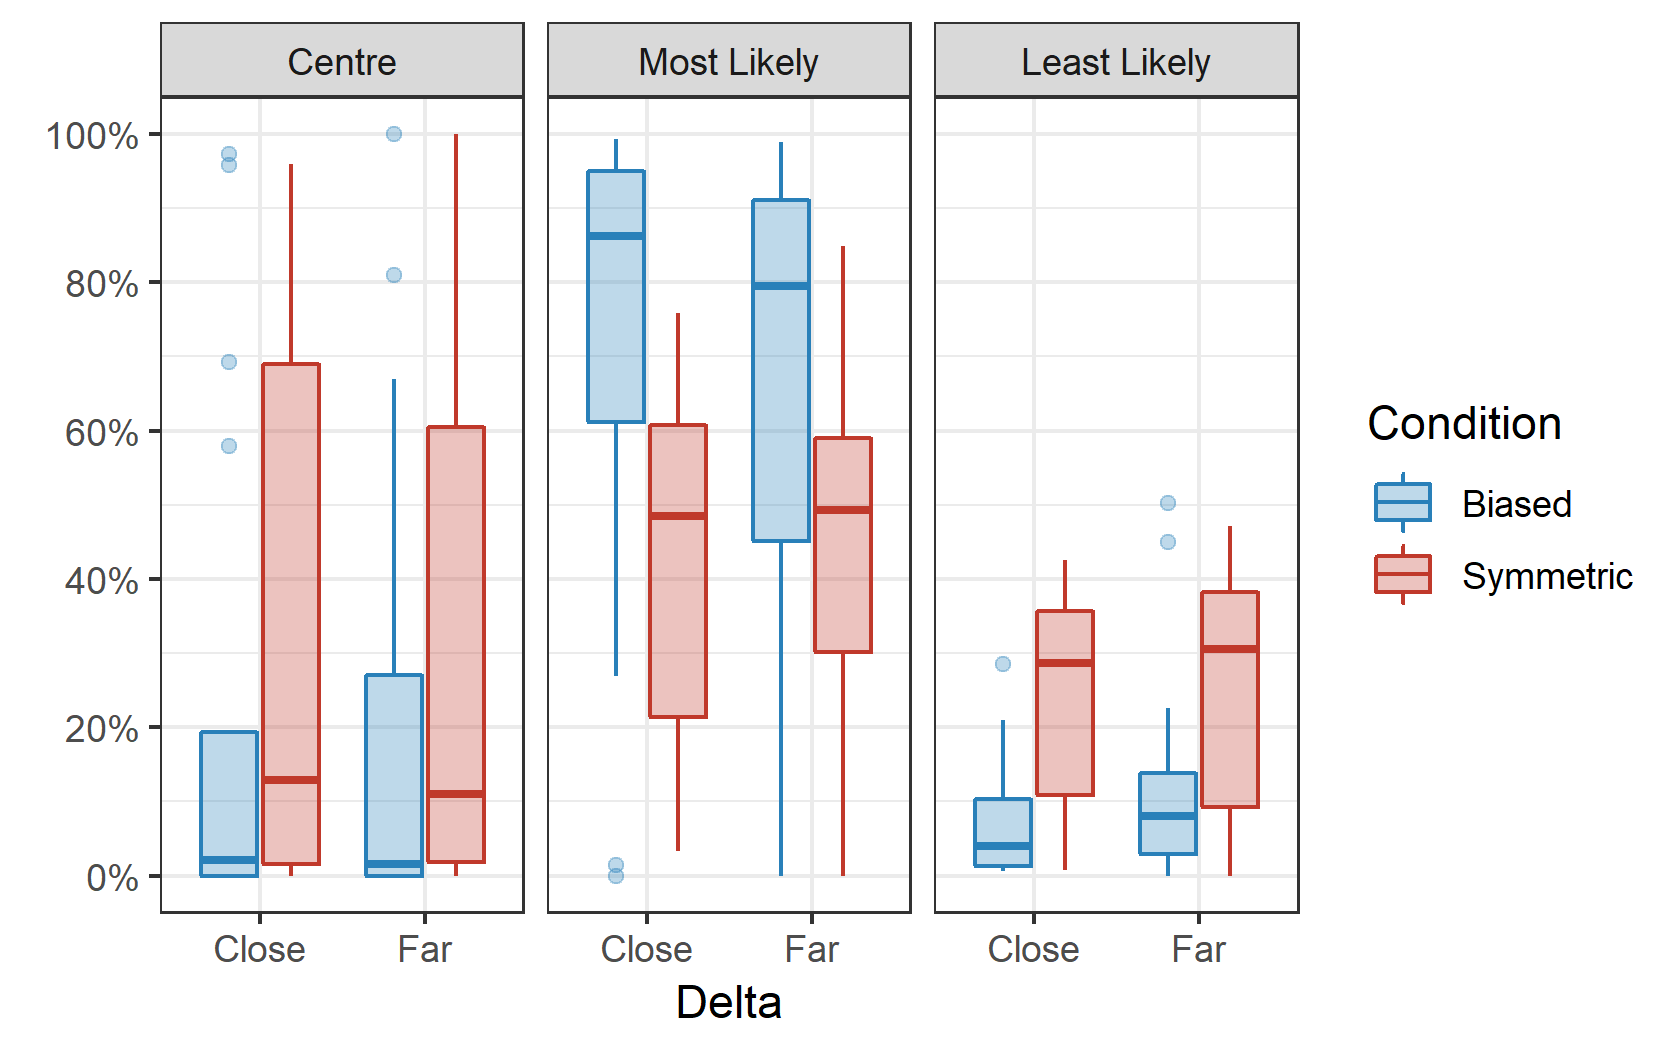 Centre Most Likely Least Likely
100%
80%
60%
40%
20%
0%
Close Far Close Far Close Far
Delta
Condition
Biased
Symmetric